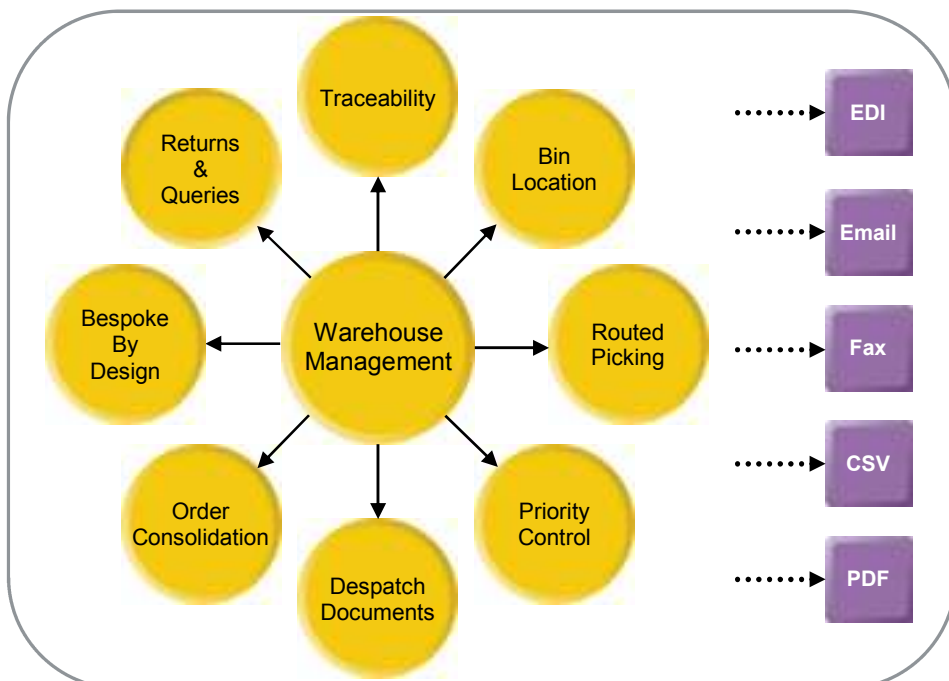 Traceability
Returns
&
Queries
Bin
Location
Bespoke
By
Design
Warehouse
Management
Routed
Picking
Order
Consolidation
Priority
Control
Despatch
Documents
EDI
Email
Fax
CSV
PDF